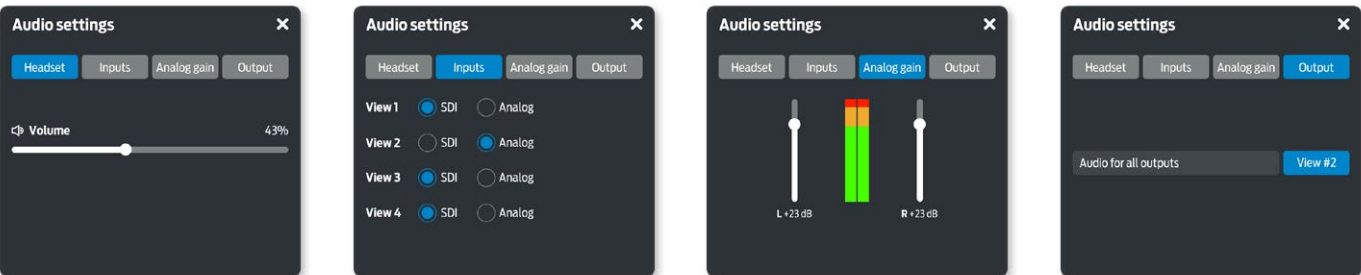 Audio settings ×
Headset Inputs Analog gain Output
Volume 43%
Audio settings ×
Headset Inputs Analog gain Output
View 1 SDI Analog
View 2 SDI Analog
View 3 SDI Analog
View 4 SDI Analog
Audio settings ×
Headset Inputs Analog gain Output
L +23 dB R +23 dB
Audio settings ×
Headset Inputs Analog gain Output
Audio for all outputs View #2